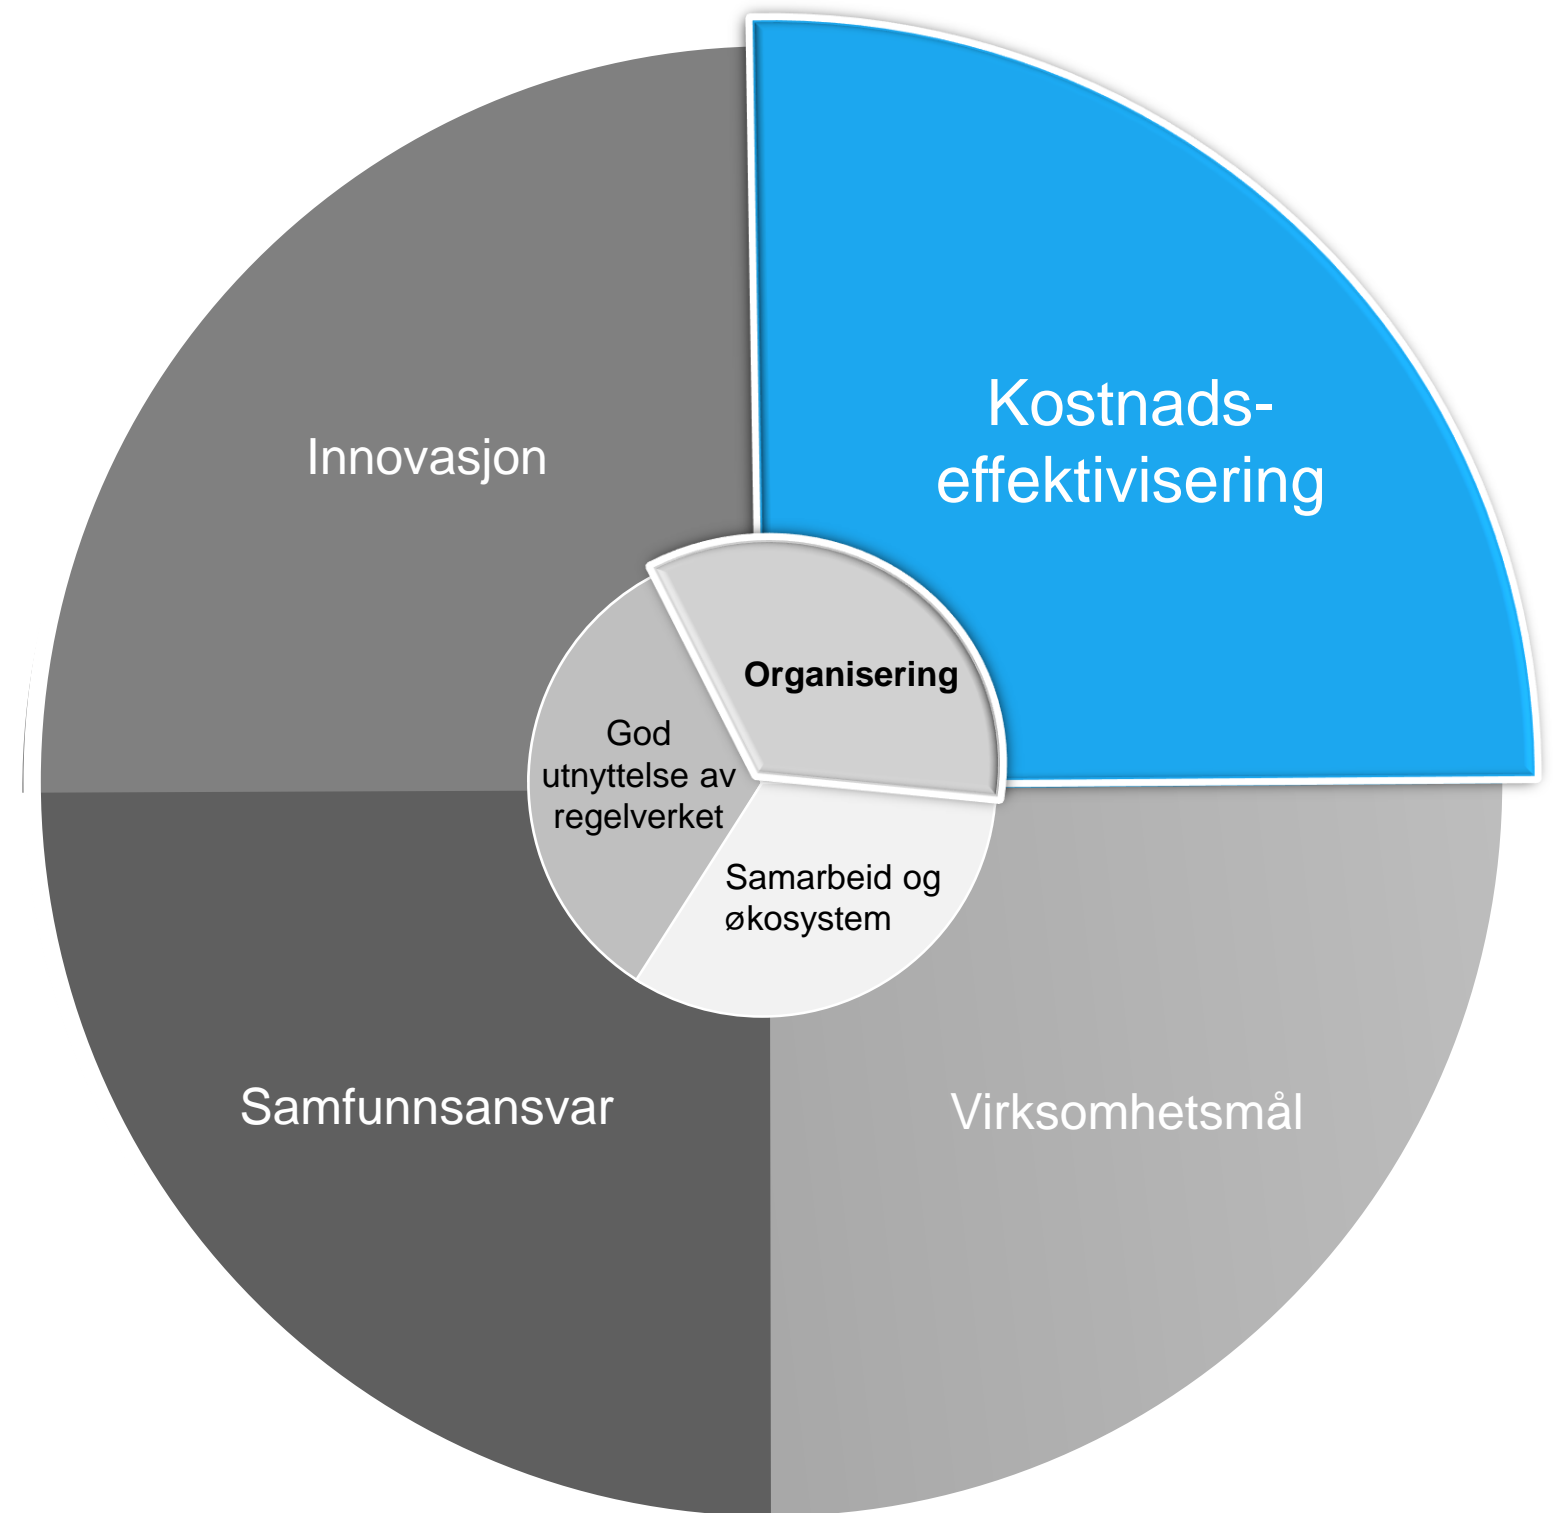 Kostnads-
effektivisering
Innovasjon
Organisering
God
utnyttelse av
regelverket
Samarbeid og
økosystem
Samfunnsansvar
Virksomhetsmål